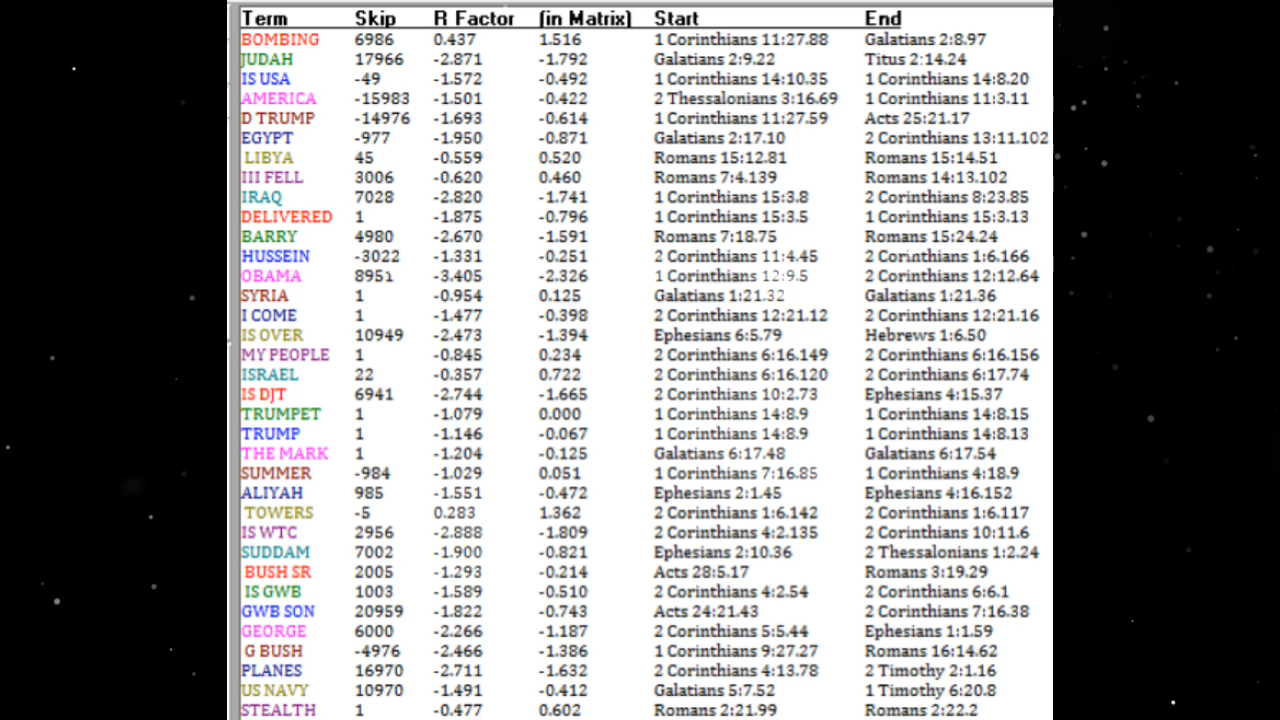 Term Skip R Factor (in Matrix) Start End
BOMBING 6986 0.437 1.516 1 Corinthians 11:27.88 Galatians 2:8.97
JUDAH 17966 -2.871 -1.792 Galatians 2:9.22 Titus 2:14.24
IS USA -49 -1.572 -0.492 1 Corinthians 14:10.35 1 Corinthians 14:8.20
AMERICA -15983 -1.501 -0.422 2 Thessalonians 3:16.69 1 Corinthians 11:3.11
D TRUMP -14976 -1.693 -0.614 1 Corinthians 11:27.59 Acts 25:21.17
EGYPT -977 -1.950 -0.871 Galatians 2:17.10 2 Corinthians 13:11.102
LIBYA 45 -0.559 0.520 Romans 15:12.81 Romans 15:14.51
III FELL 3006 -0.620 0.460 Romans 7:4.139 Romans 14:13.102
IRAQ 7028 -2.820 -1.741 1 Corinthians 15:3.8 2 Corinthians 8:23.85
DELIVERED 1 -1.875 -0.796 1 Corinthians 15:3.5 1 Corinthians 15:3.13
BARRY 4980 -2.670 -1.591 Romans 7:18.75 Romans 15:24.24
HUSSEIN -3022 -1.331 -0.251 2 Corinthians 11:4.45 2 Corinthians 1:6.166
OBAMA 8951 -3.405 -2.326 1 Corinthians 12:9.5 2 Corinthians 12:12.64
SYRIA 1 -0.954 0.125 Galatians 1:21.32 Galatians 1:21.36
I COME 1 -1.477 -0.398 2 Corinthians 12:21.12 2 Corinthians 12:21.16
IS OVER 10949 -2.473 -1.394 Ephesians 6:5.79 Hebrews 1:6.50
MY PEOPLE 1 -0.845 0.234 2 Corinthians 6:16.149 2 Corinthians 6:16.156
ISRAEL 22 -0.357 0.722 2 Corinthians 6:16.120 2 Corinthians 6:17.74
IS DJT 6941 -2.744 -1.665 2 Corinthians 10:2.73 Ephesians 4:15.37
TRUMPET 1 -1.079 0.000 1 Corinthians 14:8.9 1 Corinthians 14:8.15
TRUMP 1 -1.146 -0.067 1 Corinthians 14:8.9 1 Corinthians 14:8.13
THE MARK 1 -1.204 -0.125 Galatians 6:17.48 Galatians 6:17.54
SUMMER -984 -1.029 0.051 1 Corinthians 7:16.85 1 Corinthians 4:18.9
ALIYAH 985 -1.551 -0.472 Ephesians 2:1.45 Ephesians 4:16.152
TOWERS -5 0.283 1.362 2 Corinthians 1:6.142 2 Corinthians 1:6.117
IS WTC 2956 -2.888 -1.809 2 Corinthians 4:2.135 2 Corinthians 10:11.6
SUDDAM 7002 -1.900 -0.821 Ephesians 2:10.36 2 Thessalonians 1:2.24
BUSH SR 2005 -1.293 -0.214 Acts 28:5.17 Romans 3:19.29
IS GWB 1003 -1.589 -0.510 2 Corinthians 4:2.54 2 Corinthians 6:6.1
GWB SON 20959 -1.822 -0.743 Acts 24:21.43 2 Corinthians 7:16.38
GEORGE 6000 -2.266 -1.187 2 Corinthians 5:5.44 Ephesians 1:1.59
G BUSH -4976 -2.466 -1.386 1 Corinthians 9:27.27 Romans 16:14.62
PLANES 16970 -2.711 -1.632 2 Corinthians 4:13.78 2 Timothy 2:1.16
US NAVY 10970 -1.491 -0.412 Galatians 5:7.52 1 Timothy 6:20.8
STEALTH 1 -0.477 0.602 Romans 2:21.99 Romans 2:22.2